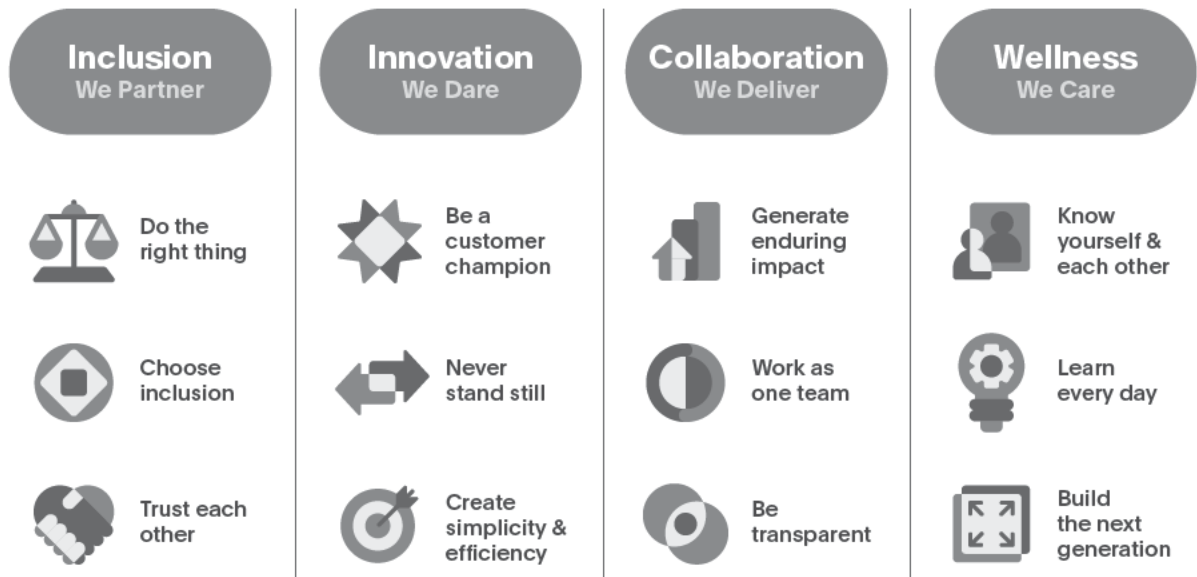 Inclusion
We Partner
Do the
right thing
Choose
inclusion
Trust each
other
Innovation
We Dare
Be a
customer
champion
Never
stand still
Create
simplicity &
efficiency
Collaboration
We Deliver
Generate
enduring
impact
Work as
one team
Be
transparent
Wellness
We Care
Know
yourself &
each other
Learn
every day
Build
the next
generation